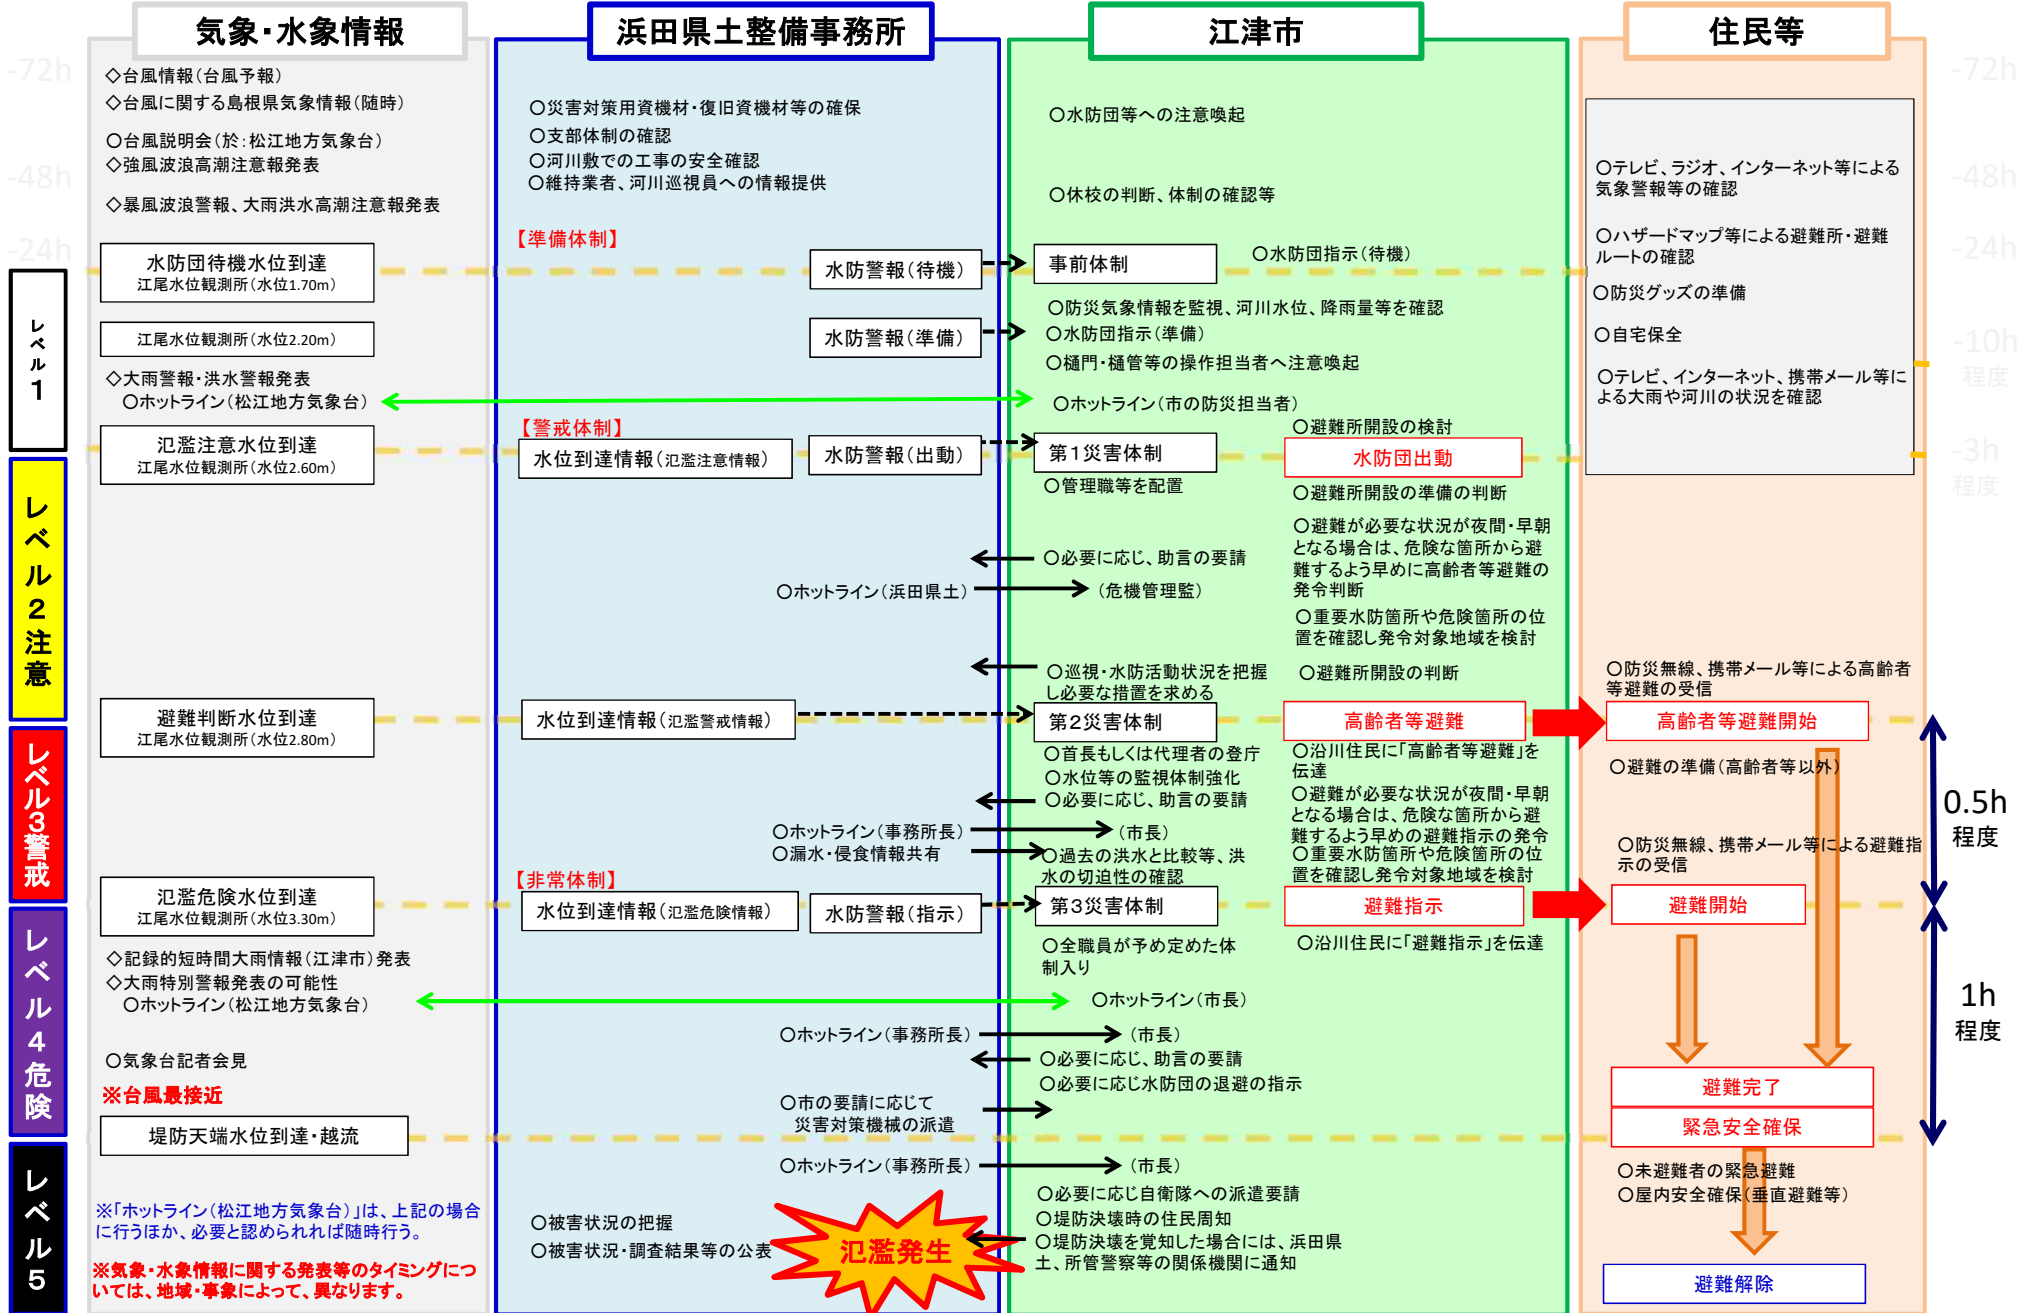 気象・水象情報
浜田県土整備事務所
江津市
住民等
-72h
-48h
-24h
レベル1
レベル2注意
レベル3警戒
レベル4危険
レベル5
◇台風情報(台風予報)
◇台風に関する島根県気象情報(随時)
○台風説明会(於:松江地方気象台)
◇強風波浪高潮注意報発表
◇暴風波浪警報、大雨洪水高潮注意報発表
水防団待機水位到達
江尾水位観測所(水位1.70m)
江尾水位観測所(水位2.20m)
◇大雨警報・洪水警報発表
○ホットライン(松江地方気象台)
氾濫注意水位到達
江尾水位観測所(水位2.60m)
避難判断水位到達
江尾水位観測所(水位2.80m)
氾濫危険水位到達
江尾水位観測所(水位3.30m)
◇記録的短時間大雨情報(江津市)発表
◇大雨特別警報発表の可能性
○ホットライン(松江地方気象台)
○気象台記者会見
※台風最接近
堤防天端水位到達・越流
※「ホットライン(松江地方気象台)」は、上記の場合
に行うほか、必要と認められれば随時行う。
※気象・水象情報に関する発表等のタイミングにつ
いては、地域・事象によって、異なります。
○災害対策用資機材・復旧資機材等の確保
○支部体制の確認
○河川敷での工事の安全確認
○維持業者、河川巡視員への情報提供
【準備体制】
水防警報(待機)
水防警報(準備)
【警戒体制】
水位到達情報(氾濫注意情報)
水防警報(出動)
○ホットライン(浜田県土)
水位到達情報(氾濫警戒情報)
○ホットライン(事務所長)
○漏水・侵食情報共有
【非常体制】
水位到達情報(氾濫危険情報)
水防警報(指示)
○ホットライン(事務所長)
○市の要請に応じて
災害対策機械の派遣
○ホットライン(事務所長)
○被害状況の把握
○被害状況・調査結果等の公表
氾濫発生
○水防団等への注意喚起
○休校の判断、体制の確認等
事前体制
○水防団指示(待機)
○防災気象情報を監視、河川水位、降雨量等を確認
○水防団指示(準備)
○樋門・樋管等の操作担当者へ注意喚起
○ホットライン(市の防災担当者)
第1災害体制
○管理職等を配置
○避難所開設の検討
水防団出動
○避難所開設の準備の判断
○避難が必要な状況が夜間・早朝
となる場合は、危険な箇所から避
難するよう早めに高齢者等避難の
発令判断
○必要に応じ、助言の要請
(危機管理監)
○重要水防箇所や危険箇所の位
置を確認し発令対象地域を検討
○巡視・水防活動状況を把握
し必要な措置を求める
○避難所開設の判断
第2災害体制
高齢者等避難
○首長もしくは代理者の登庁
○水位等の監視体制強化
○必要に応じ、助言の要請
(市長)
○過去の洪水と比較等、洪
水の切迫性の確認
○沿川住民に「高齢者等避難」を
伝達
○避難が必要な状況が夜間・早朝
となる場合は、危険な箇所から避
難するよう早めの避難指示の発令
○重要水防箇所や危険箇所の位
置を確認し発令対象地域を検討
第3災害体制
避難指示
○全職員が予め定めた体
制入り
○沿川住民に「避難指示」を伝達
○ホットライン(市長)
(市長)
○必要に応じ、助言の要請
○必要に応じ水防団の退避の指示
(市長)
○必要に応じ自衛隊への派遣要請
○堤防決壊時の住民周知
○堤防決壊を覚知した場合には、浜田県
土、所管警察等の関係機関に通知
○テレビ、ラジオ、インターネット等による
気象警報等の確認
○ハザードマップ等による避難所・避難
ルートの確認
○防災グッズの準備
○自宅保全
○テレビ、インターネット、携帯メール等に
よる大雨や河川の状況を確認
○防災無線、携帯メール等による高齢者
等避難の受信
高齢者等避難開始
○避難の準備(高齢者等以外)
○防災無線、携帯メール等による避難指
示の受信
避難開始
避難完了
緊急安全確保
○未避難者の緊急避難
○屋内安全確保(垂直避難等)
避難解除
-72h
-48h
-24h
-10h
程度
-3h
程度
0.5h
程度
1h
程度